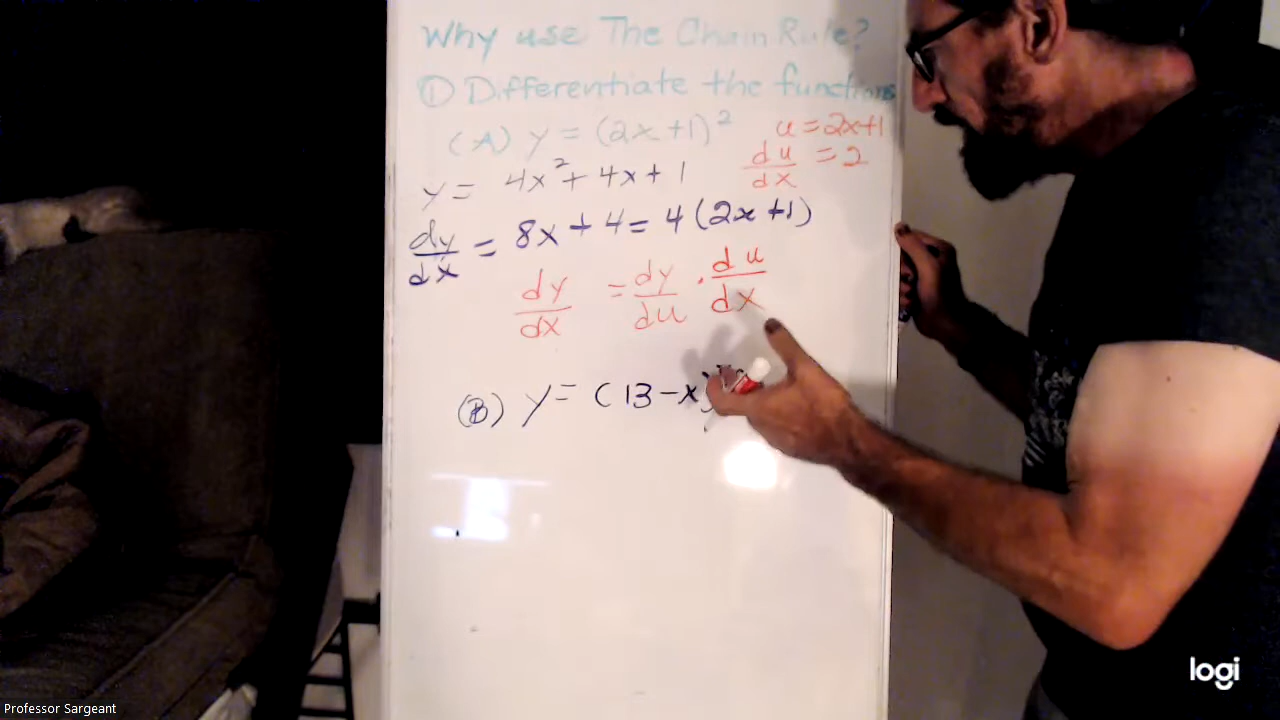 Why use The Chain Rule?
① Differentiate the functions
(A) y = (2x+1)²
u = 2x+1
du/dx = 2
y = 4x² + 4x + 1
dy/dx = 8x + 4 = 4(2x+1)
dy/dx = dy/du · du/dx
(B) y = (13 - x)
logi
Professor Sargeant